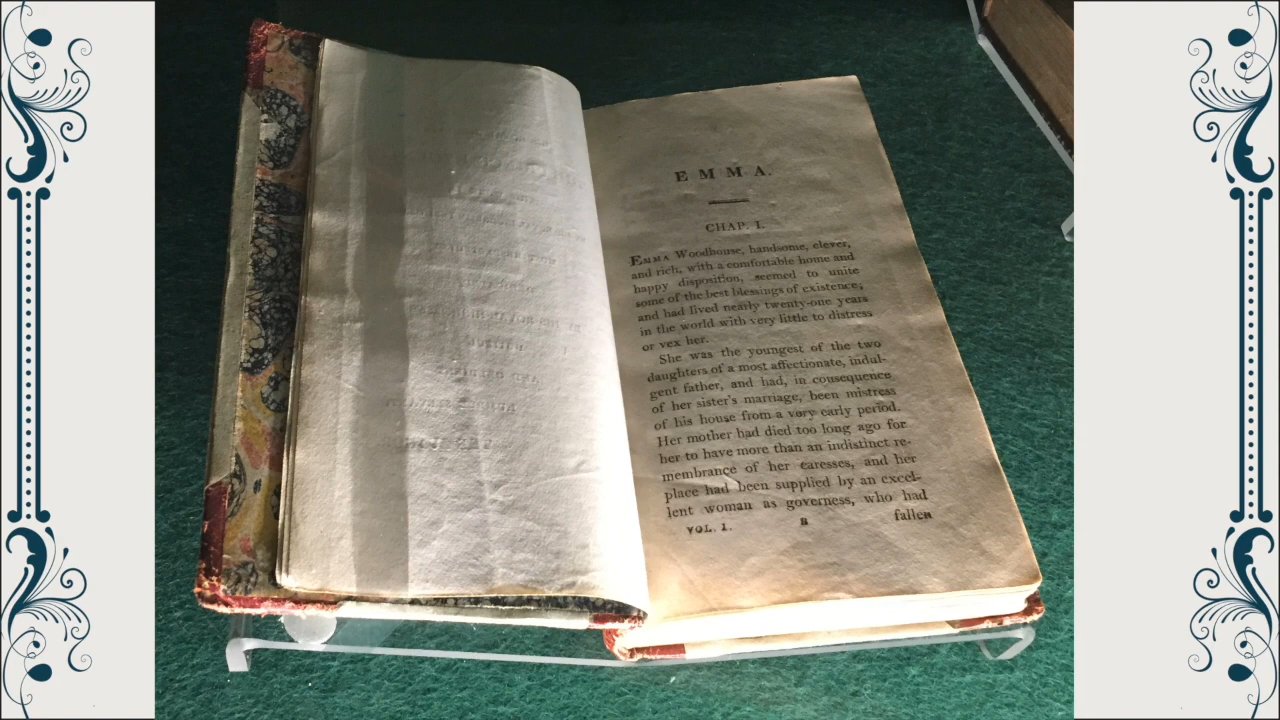 EMMA.
CHAP. I.
EMMA Woodhouse, handsome, clever,
and rich, with a comfortable home and
happy disposition, seemed to unite
some of the best blessings of existence;
and had lived nearly twenty-one years
in the world with very little to distress
or vex her.
She was the youngest of the two
daughters of a most affectionate, indul-
gent father, and had, in consequence
of her sister's marriage, been mistress
of his house from a very early period.
Her mother had died too long ago for
her to have more than an indistinct re-
membrance of her caresses, and her
place had been supplied by an excel-
lent woman as governess, who had
VOL. I. B fallen